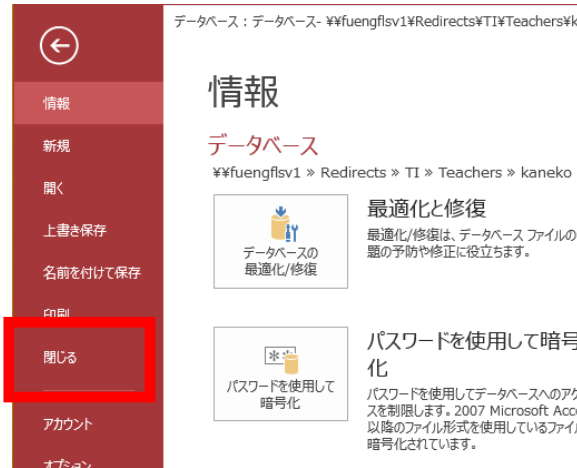 データベース : データベース- ¥¥fuengflsv1¥Redirects¥TI¥Teachers¥k
情報
情報
新規
開く
上書き保存
名前を付けて保存
印刷
閉じる
アカウント
オプション
データベース
¥¥fuengflsv1 » Redirects » TI » Teachers » kaneko
データベースの
最適化/修復
最適化と修復
最適化/修復は、データベース ファイルの
題の予防や修正に役立ちます。
パスワードを使用して
暗号化
パスワードを使用して暗号
化
パスワードを使用してデータベースへのアク
スを制限します。2007 Microsoft Acc
以降のファイル形式を使用しているファイル
暗号化されています。